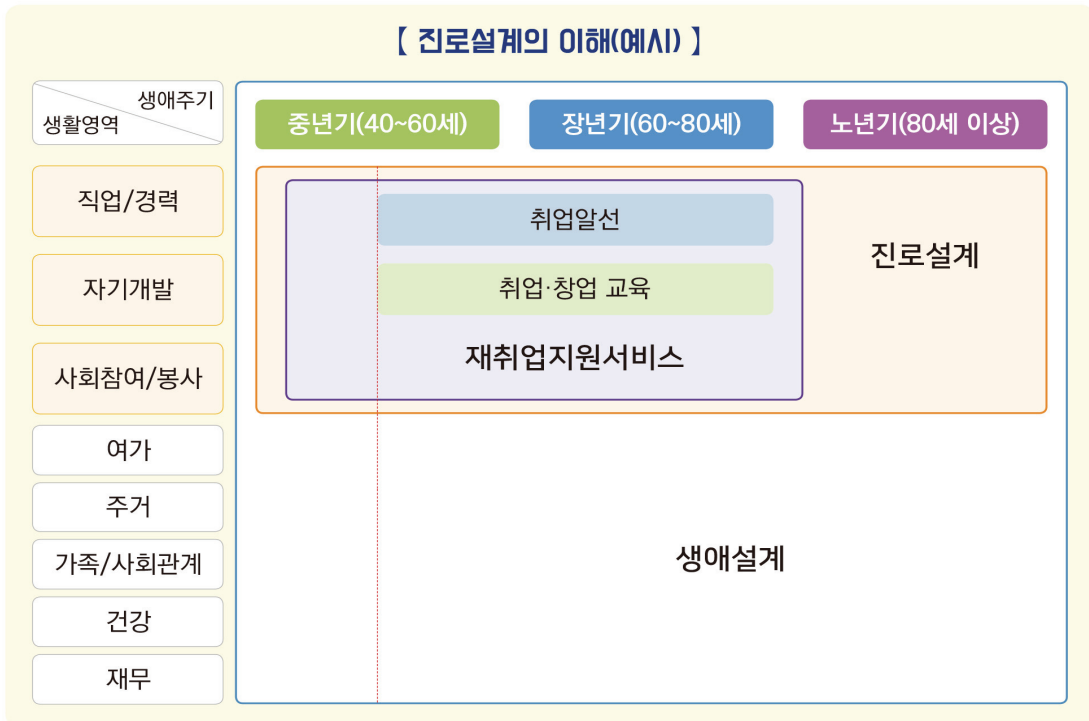 【 진로설계의 이해(예시) 】
생애주기
생활영역
중년기(40~60세)
장년기(60~80세)
노년기(80세 이상)
직업/경력
취업알선
진로설계
자기개발
취업·창업 교육
재취업지원서비스
사회참여/봉사
여가
주거
가족/사회관계
생애설계
건강
재무